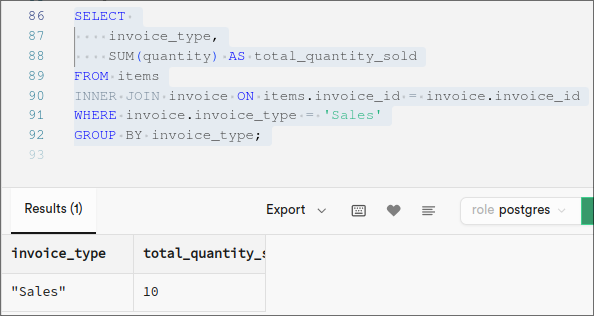 86 SELECT
87 invoice_type,
88 SUM(quantity) AS total_quantity_sold
89 FROM items
90 INNER JOIN invoice ON items.invoice_id = invoice.invoice_id
91 WHERE invoice.invoice_type = 'Sales'
92 GROUP BY invoice_type;
93
Results (1) Export role postgres
invoice_type total_quantity_s
"Sales" 10